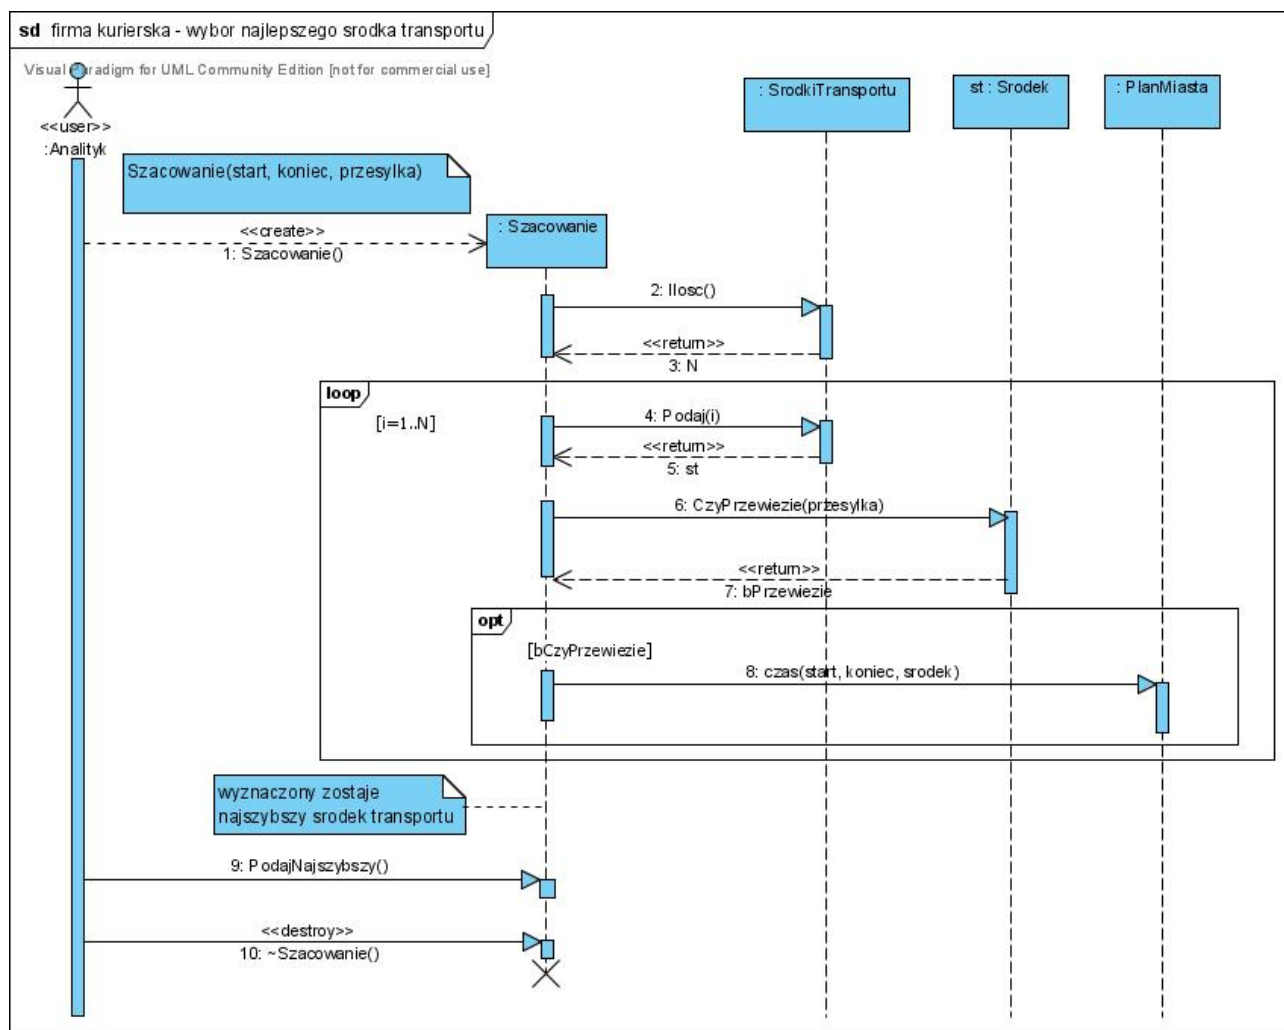 sd firma kurierska - wybor najlepszego srodka transportu
Visual Paradigm for UML Community Edition [not for commercial use]
<<user>>
:Analityk
: SrodkiTransportu
st : Srodek
: PlanMiasta
Szacowanie(start, koniec, przesylka)
<<create>>
1: Szacowanie()
: Szacowanie
2: Ilosc()
<<return>>
3: N
loop
[i=1..N]
4: Podaj(i)
<<return>>
5: st
6: CzyPrzewiezie(przesylka)
<<return>>
7: bPrzewiezie
opt
[bCzyPrzewiezie]
8: czas(start, koniec, srodek)
wyznaczony zostaje
najszybszy srodek transportu
9: PodajNajszybszy()
<<destroy>>
10: ~Szacowanie()